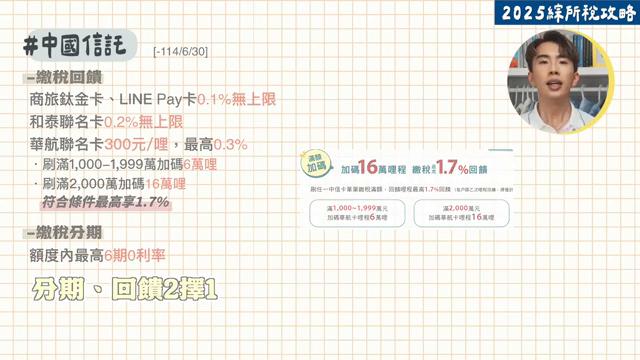 2025綜所稅攻略
#中國信託
[-114/6/30]
-繳稅回饋
商旅鈦金卡、LINE Pay卡0.1%無上限
和泰聯名卡0.2%無上限
華航聯名卡300元/哩，最高0.3%
·刷滿1,000-1,999萬加碼6萬哩
·刷滿2,000萬加碼16萬哩
符合條件最高享1.7%
-繳稅分期
額度內最高6期0利率
分期、回饋2擇1
滿額加碼
加碼16萬哩程 繳稅最高1.7%回饋
刷任一中信卡單筆繳稅滿額，回饋哩程最高1.7%回饋
滿1,000~1,999萬元
加碼華航卡哩程6萬哩
滿2,000萬元
加碼華航卡哩程16萬哩